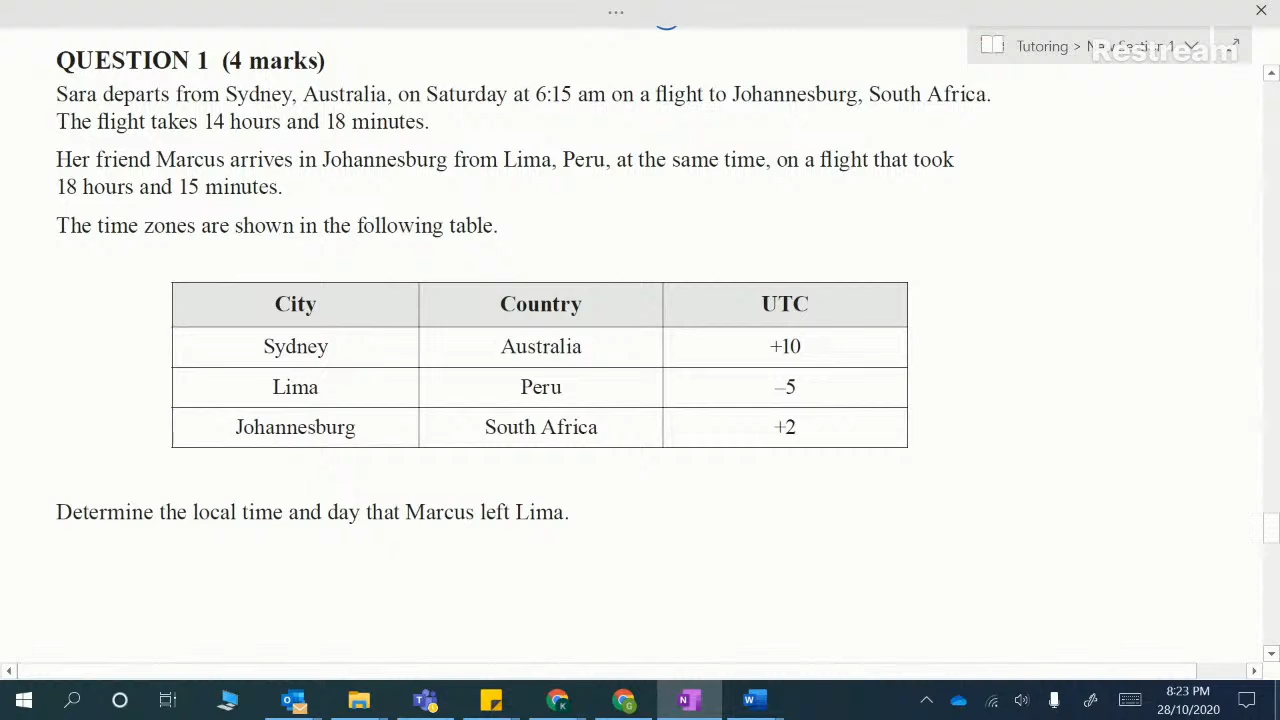 ...
QUESTION 1 (4 marks)
Tutoring > New Section 1
Restream
Sara departs from Sydney, Australia, on Saturday at 6:15 am on a flight to Johannesburg, South Africa.
The flight takes 14 hours and 18 minutes.
Her friend Marcus arrives in Johannesburg from Lima, Peru, at the same time, on a flight that took
18 hours and 15 minutes.
The time zones are shown in the following table.
City Country UTC
Sydney Australia +10
Lima Peru –5
Johannesburg South Africa +2
Determine the local time and day that Marcus left Lima.
8:23 PM
28/10/2020